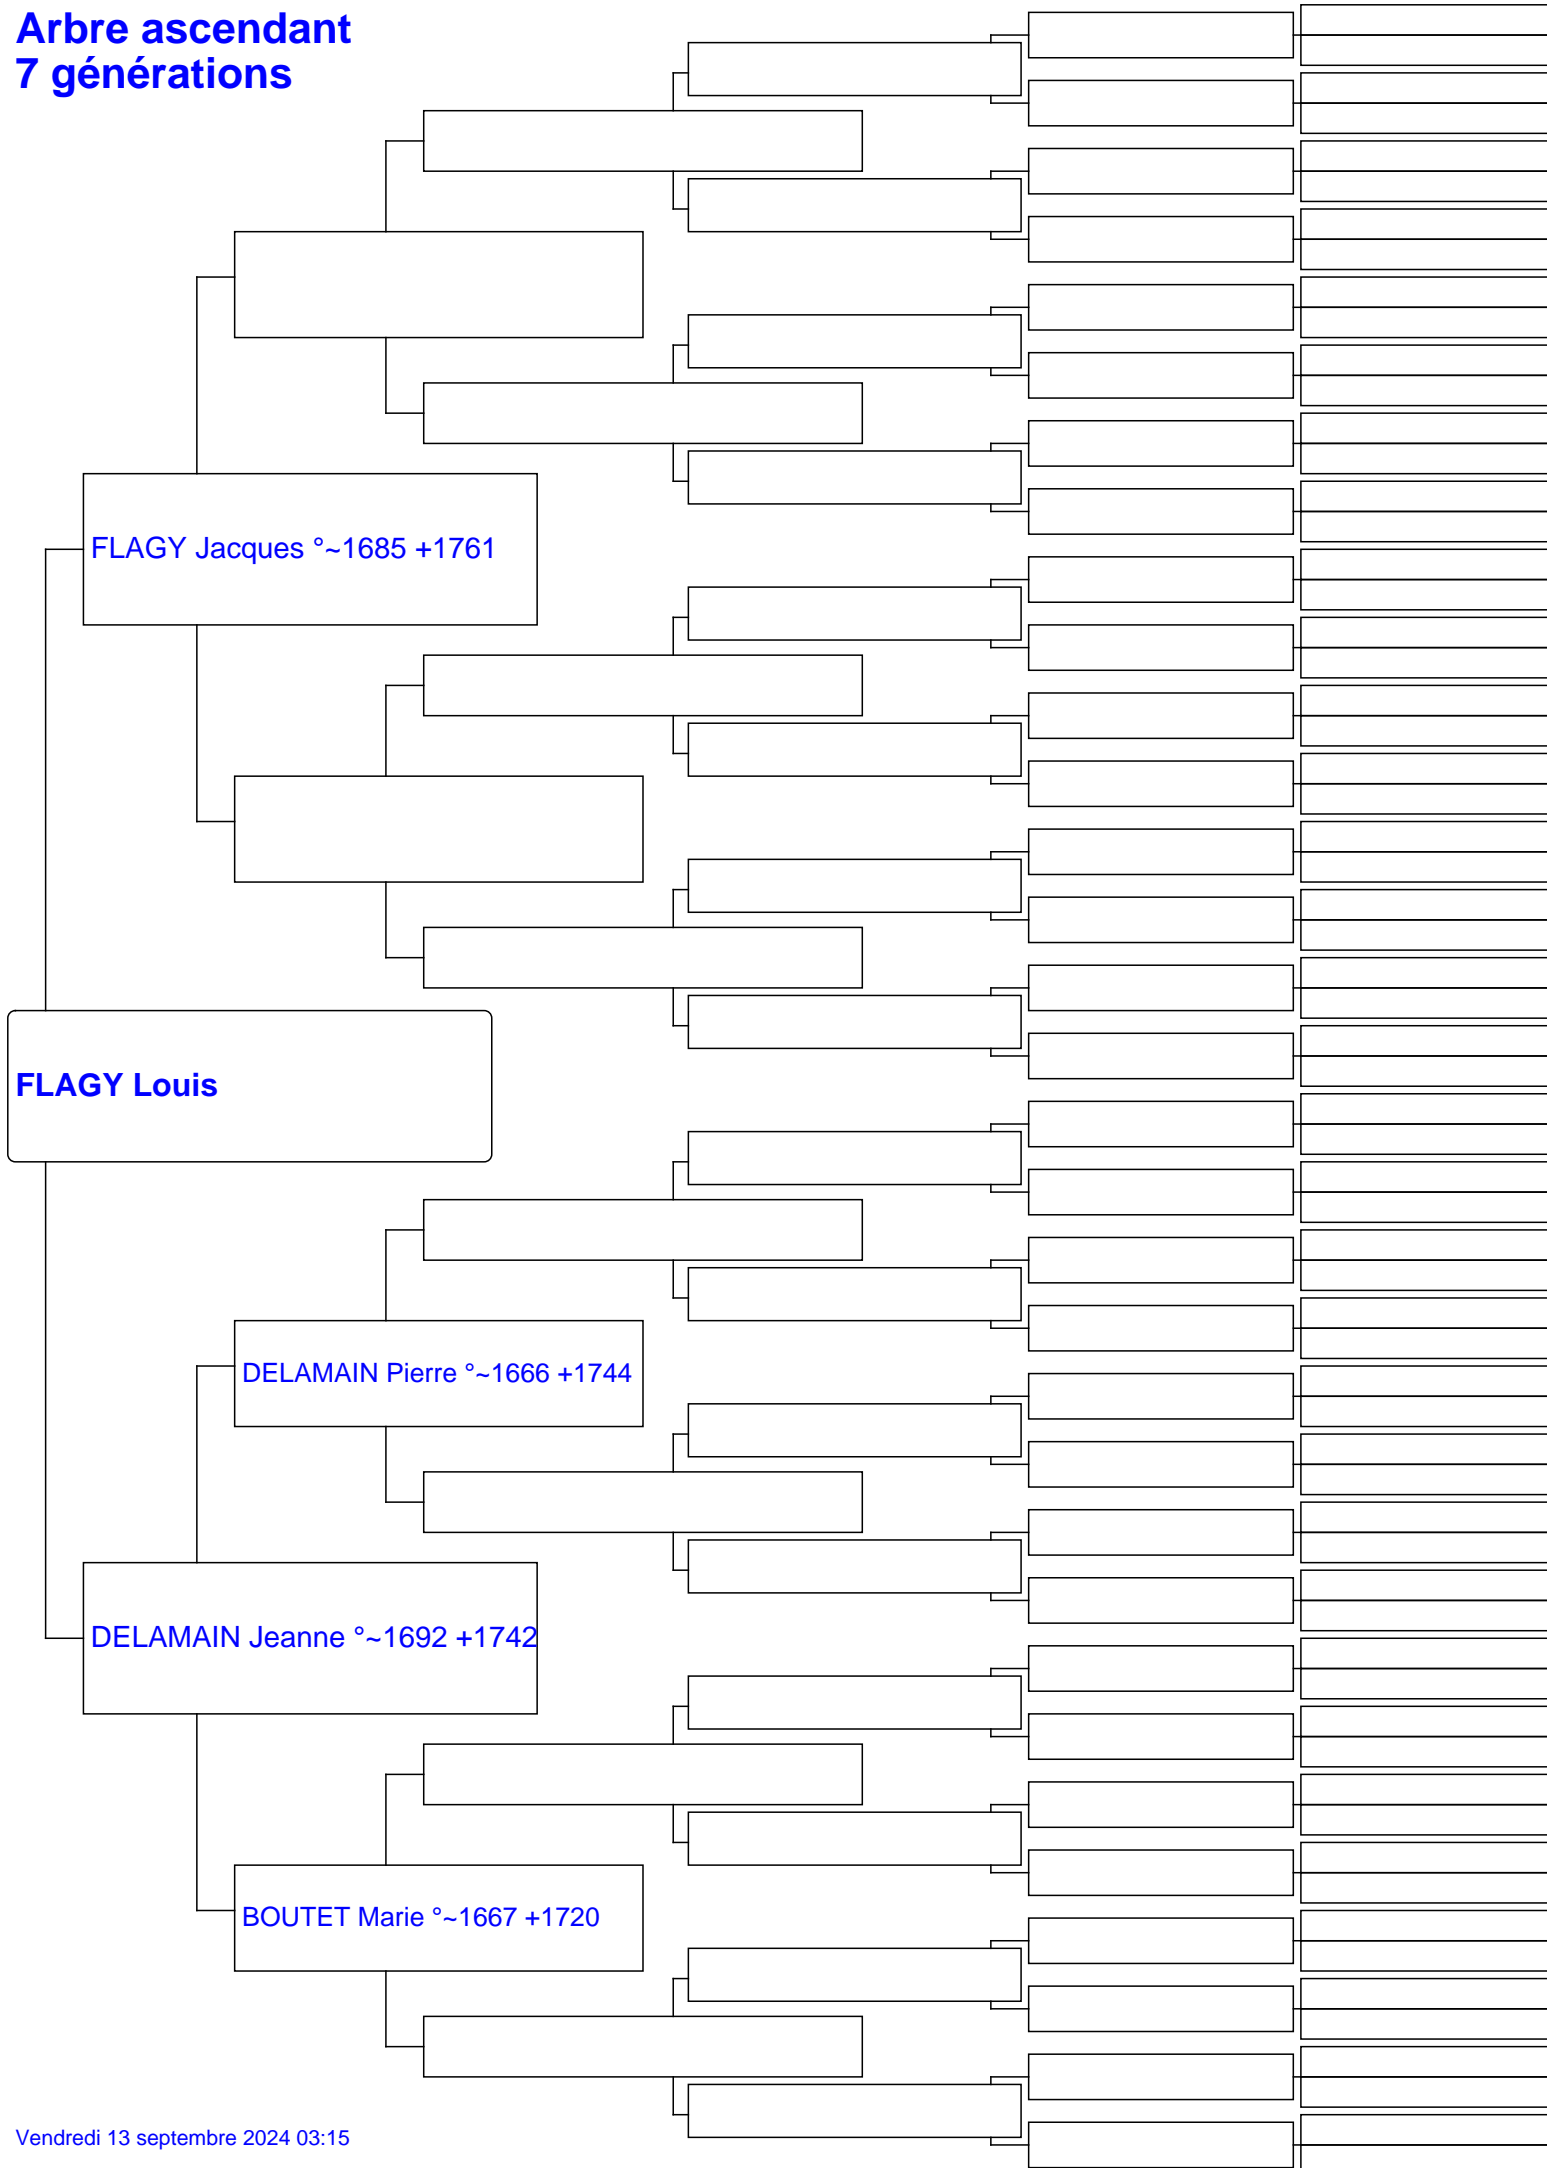 Arbre ascendant
7 générations
FLAGY Jacques °~1685 +1761
FLAGY Louis
DELAMAIN Pierre °~1666 +1744
DELAMAIN Jeanne °~1692 +1742
BOUTET Marie °~1667 +1720
Vendredi 13 septembre 2024 03:15